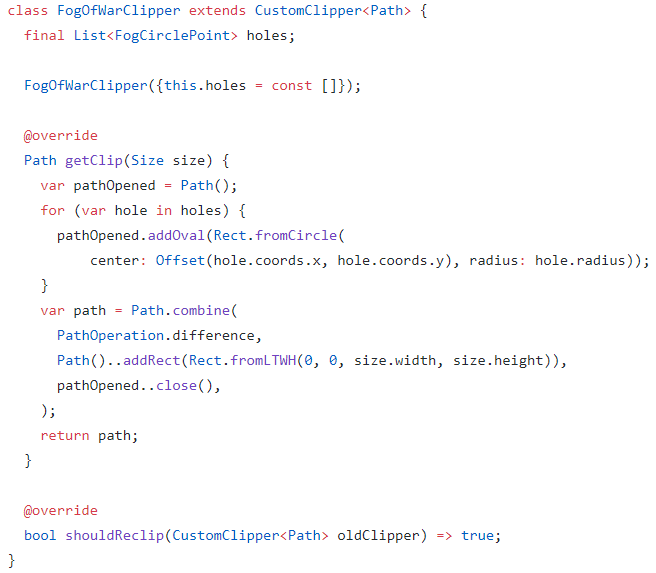 class FogOfWarClipper extends CustomClipper<Path> {
  final List<FogCirclePoint> holes;

  FogOfWarClipper({this.holes = const []});

  @override
  Path getClip(Size size) {
    var pathOpened = Path();
    for (var hole in holes) {
      pathOpened.addOval(Rect.fromCircle(
          center: Offset(hole.coords.x, hole.coords.y), radius: hole.radius));
    }
    var path = Path.combine(
      PathOperation.difference,
      Path()..addRect(Rect.fromLTWH(0, 0, size.width, size.height)),
      pathOpened..close(),
    );
    return path;
  }

  @override
  bool shouldReclip(CustomClipper<Path> oldClipper) => true;
}